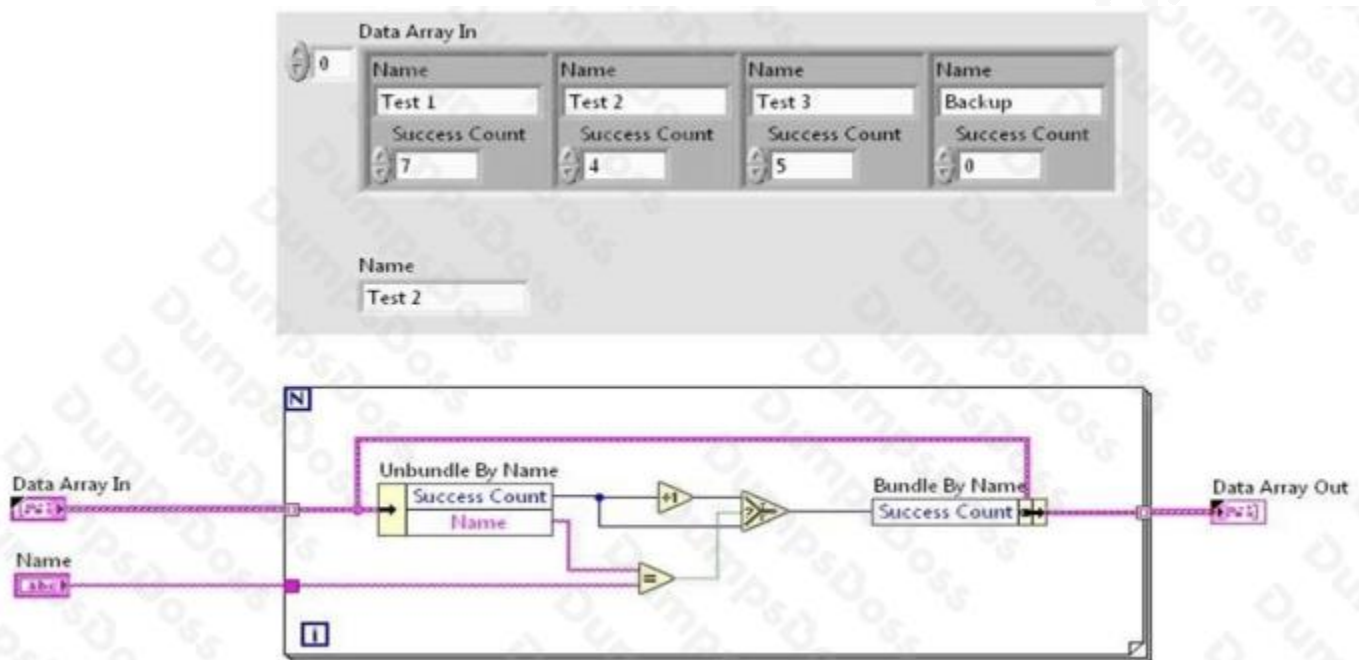 Data Array In
0
Name Name Name Name
Test 1 Test 2 Test 3 Backup
Success Count Success Count Success Count Success Count
7 4 5 0
Name
Test 2
N
Unbundle By Name
Success Count
Name
+1
?
=
Bundle By Name
Success Count
Data Array In
Name
abc
Data Array Out
i
DumpsDoss